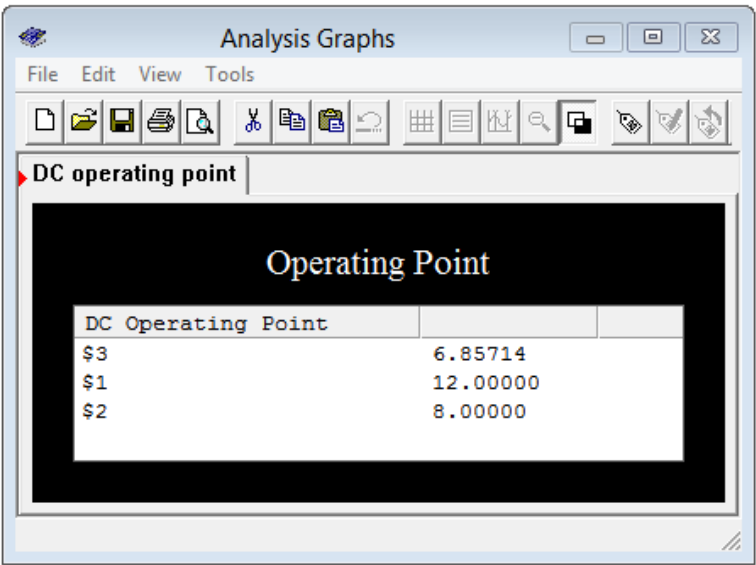 Analysis Graphs
File Edit View Tools
DC operating point
Operating Point
DC Operating Point
$3 6.85714
$1 12.00000
$2 8.00000